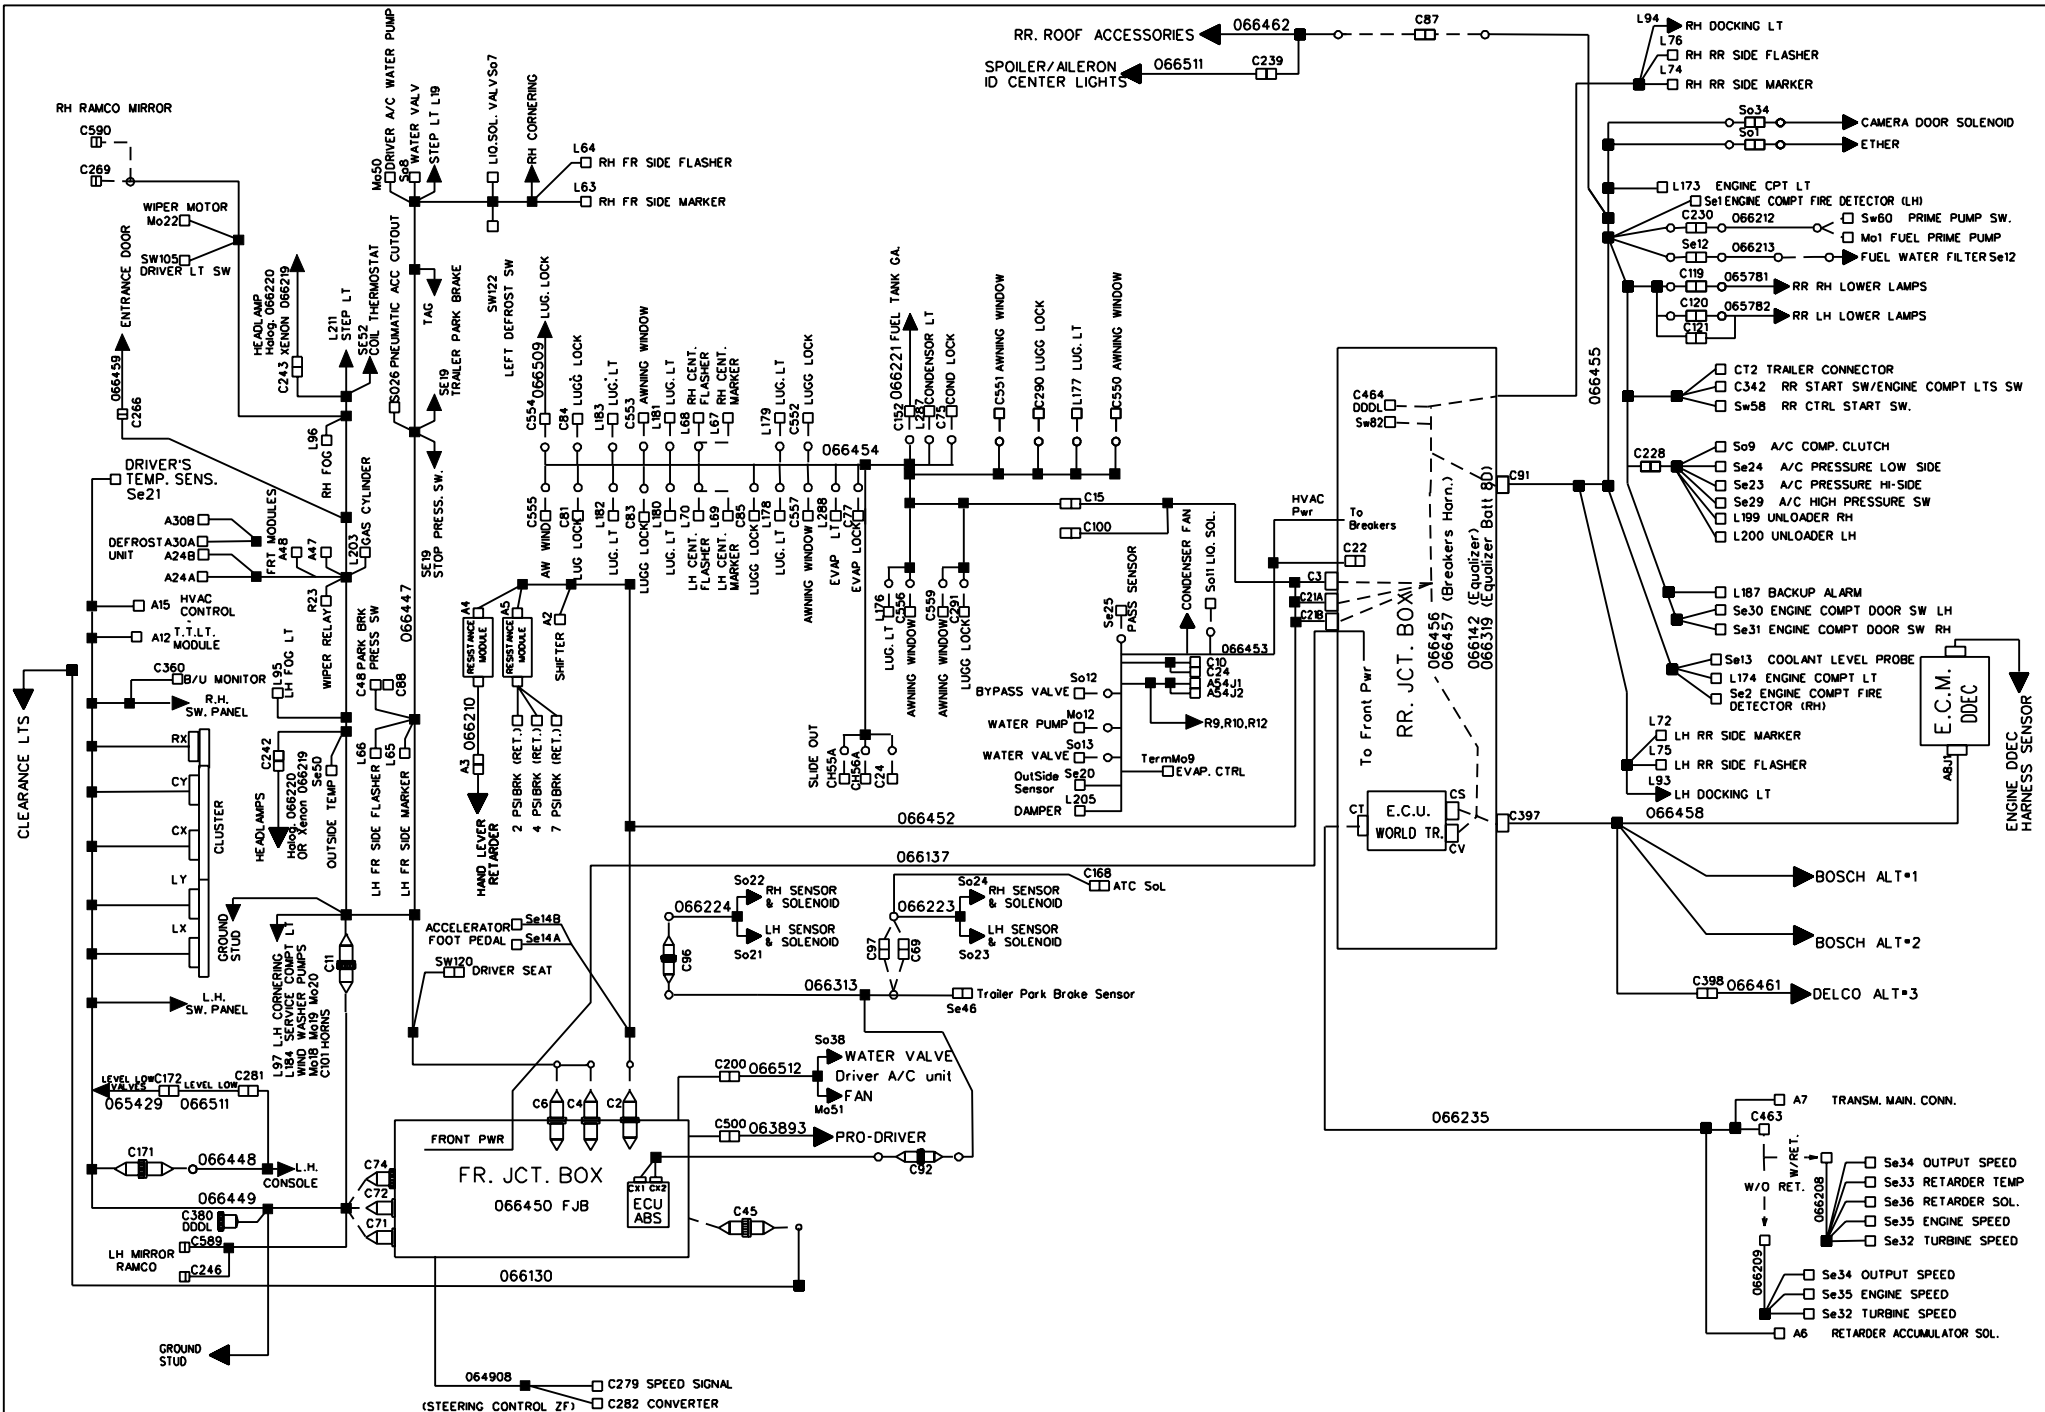 RR. ROOF ACCESSORIES
066462
C87
SPOILER/AILERON
ID CENTER LIGHTS
066511
C239
L94
RH DOCKING LT
L76
RH RR SIDE FLASHER
L74
RH RR SIDE MARKER
So34
CAMERA DOOR SOLENOID
So1
ETHER
L173 ENGINE CPT LT
Se1 ENGINE COMPT FIRE DETECTOR (LH)
C230 066212
Sw60 PRIME PUMP SW.
Mo1 FUEL PRIME PUMP
Se12 066213
FUEL WATER FILTER Se12
C119 065781
RR RH LOWER LAMPS
C120 065782
RR LH LOWER LAMPS
C121
066455
CT2 TRAILER CONNECTOR
C342 RR START SW/ENGINE COMPT LTS SW
Sw58 RR CTRL START SW.
C228
So9 A/C COMP. CLUTCH
Se24 A/C PRESSURE LOW SIDE
Se23 A/C PRESSURE HI-SIDE
Se29 A/C HIGH PRESSURE SW
L199 UNLOADER RH
L200 UNLOADER LH
L187 BACKUP ALARM
Se30 ENGINE COMPT DOOR SW LH
Se31 ENGINE COMPT DOOR SW RH
Se13 COOLANT LEVEL PROBE
L174 ENGINE COMPT LT
Se2 ENGINE COMPT FIRE
DETECTOR (RH)
L72
LH RR SIDE MARKER
L75
LH RR SIDE FLASHER
L93
LH DOCKING LT
E.C.M.
DDEC
A8J1
ENGINE DDEC
HARNESS SENSOR
066458
BOSCH ALT#1
BOSCH ALT#2
C398 066461
DELCO ALT#3
RH RAMCO MIRROR
C590
C269
WIPER MOTOR
Mo22
SW105
DRIVER LT SW
ENTRANCE DOOR
066459
C266
HEADLAMP
Halog. 066220
XENON 066219
C243
L211
STEP LT
SE52
COIL THERMOSTAT
L96
RH FOG LT
Mo50
DRIVER A/C WATER PUMP
So8
WATER VALV
STEP LT L19
LIQ.SOL. VALV So7
RH CORNERING
L64
RH FR SIDE FLASHER
L63
RH FR SIDE MARKER
TAG
SO26 PNEUMATIC ACC CUTOUT
SE19
TRAILER PARK BRAKE
SE19
STOP PRESS. SW.
SW122
LEFT DEFROST SW
LUG. LOCK
066509
C554
C84
LUGG LOCK
L183
LUG. LT
C553
AWNING WINDOW
L181
LUG. LT
L68
RH CENT.
FLASHER
L67
RH CENT.
MARKER
L179
LUG. LT
C552
LUGG LOCK
066454
066221 FUEL TANK GA.
C152
L287
CONDENSOR LT
C75
COND LOCK
C551 AWNING WINDOW
C290 LUGG LOCK
L177 LUG. LT
C550 AWNING WINDOW
C555
AW WIND
C81
LUG LOCK
L182
LUG. LT
C83
LUGG LOCK
L180
LUG. LT
L70
LH CENT.
FLASHER
L69
LH CENT.
MARKER
C85
LUGG LOCK
L178
LUG. LT
C557
AWNING WINDOW
L288
EVAP LT
C77
EVAP LOCK
C15
C100
L176
LUG. LT
C556
AWNING WINDOW
C559
AWNING WINDOW
C291
LUGG LOCK
SLIDE OUT
CH55A
CH56A
C24
DRIVER'S
TEMP. SENS.
Se21
A30B
DEFROST A30A
UNIT
A24B
A24A
FRT MODULES
A48
A47
L203
GAS CYLINDER
R23
WIPER RELAY
A15 HVAC
CONTROL
A12 T.T.LT.
MODULE
C360
B/U MONITOR
R.H.
SW. PANEL
L95
LH FOG LT
C48 PARK BRK
PRESS SW
C88
066447
RX
CY
CX
LY
LX
CLUSTER
C242
HEADLAMPS
Halog. 066220
OR Xenon 066219
Se50
OUTSIDE TEMP
L66
LH FR SIDE FLASHER
L65
LH FR SIDE MARKER
CLEARANCE LTS
GROUND
STUD
L.H.
SW. PANEL
C11
L97 L.H CORNERING
L184 SERVICE COMPT LT
WIND WASHER PUMPS
Mo18 Mo19 Mo20
C101 HORNS
A4
RESISTANCE
MODULE
A5
RESISTANCE
MODULE
A2
SHIFTER
066210
A3
HAND LEVER
RETARDER
2 PSI BRK (RET.)
4 PSI BRK (RET.)
7 PSI BRK (RET.)
Se25
PASS SENSOR
CONDENSER FAN
So11 LIQ. SOL.
066453
C10
C24
A54J1
A54J2
R9,R10,R12
So12
BYPASS VALVE
Mo12
WATER PUMP
So13
WATER VALVE
TermMo9
EVAP. CTRL
OutSide
Sensor
Se20
L205
DAMPER
HVAC
Pwr
To
Breakers
C22
C3
C21A
C21B
C464
DDDL
Sw82
C91
RR. JCT. BOX
066456
066457 (Breakers Harn.)
066142 (Equalizer)
066319 (Equalizer Batt 8D)
To Front Pwr
CT
E.C.U.
WORLD TR.
CS
CV
C397
066452
066137
ACCELERATOR
FOOT PEDAL
Se14B
Se14A
SW120
DRIVER SEAT
So22
RH SENSOR
& SOLENOID
066224
LH SENSOR
& SOLENOID
So21
C96
C168
ATC SoL
So24
RH SENSOR
& SOLENOID
066223
LH SENSOR
& SOLENOID
So23
C97
C69
066313
Trailer Park Brake Sensor
Se46
So38
WATER VALVE
C200 066512
Driver A/C unit
FAN
Mo51
C500 063893
PRO-DRIVER
C92
LEVEL LOW
VALVES
C172
LEVEL LOW
C281
065429
066511
C171
066448
L.H.
CONSOLE
066449
C380
DDDL
C589
LH MIRROR
RAMCO
C246
C74
C72
C71
C6
C4
C2
FRONT PWR
FR. JCT. BOX
066450 FJB
CX1 CX2
ECU
ABS
C45
066130
GROUND
STUD
064908
C279 SPEED SIGNAL
(STEERING CONTROL ZF)
C282 CONVERTER
066235
A7 TRANSM. MAIN. CONN.
C463
W/RET.
W/O RET.
066208
Se34 OUTPUT SPEED
Se33 RETARDER TEMP
Se36 RETARDER SOL.
Se35 ENGINE SPEED
Se32 TURBINE SPEED
066209
Se34 OUTPUT SPEED
Se35 ENGINE SPEED
Se32 TURBINE SPEED
A6 RETARDER ACCUMULATOR SOL.